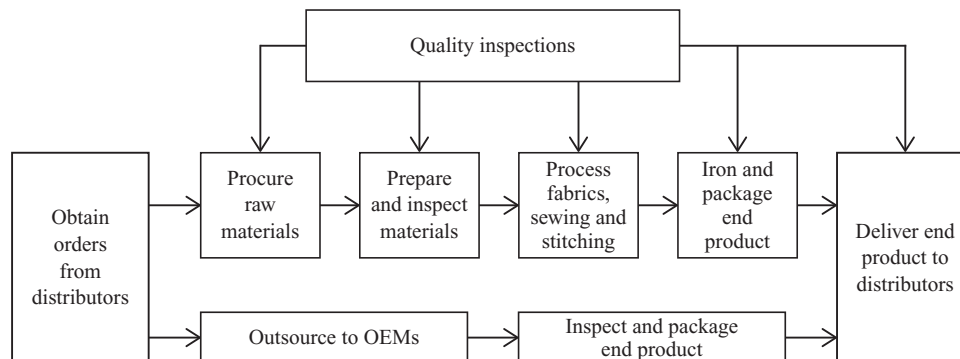 Quality inspections
Obtain
orders
from
distributors
Procure
raw
materials
Prepare
and inspect
materials
Process
fabrics,
sewing and
stitching
Iron and
package
end
product
Deliver end
product to
distributors
Outsource to OEMs
Inspect and package
end product